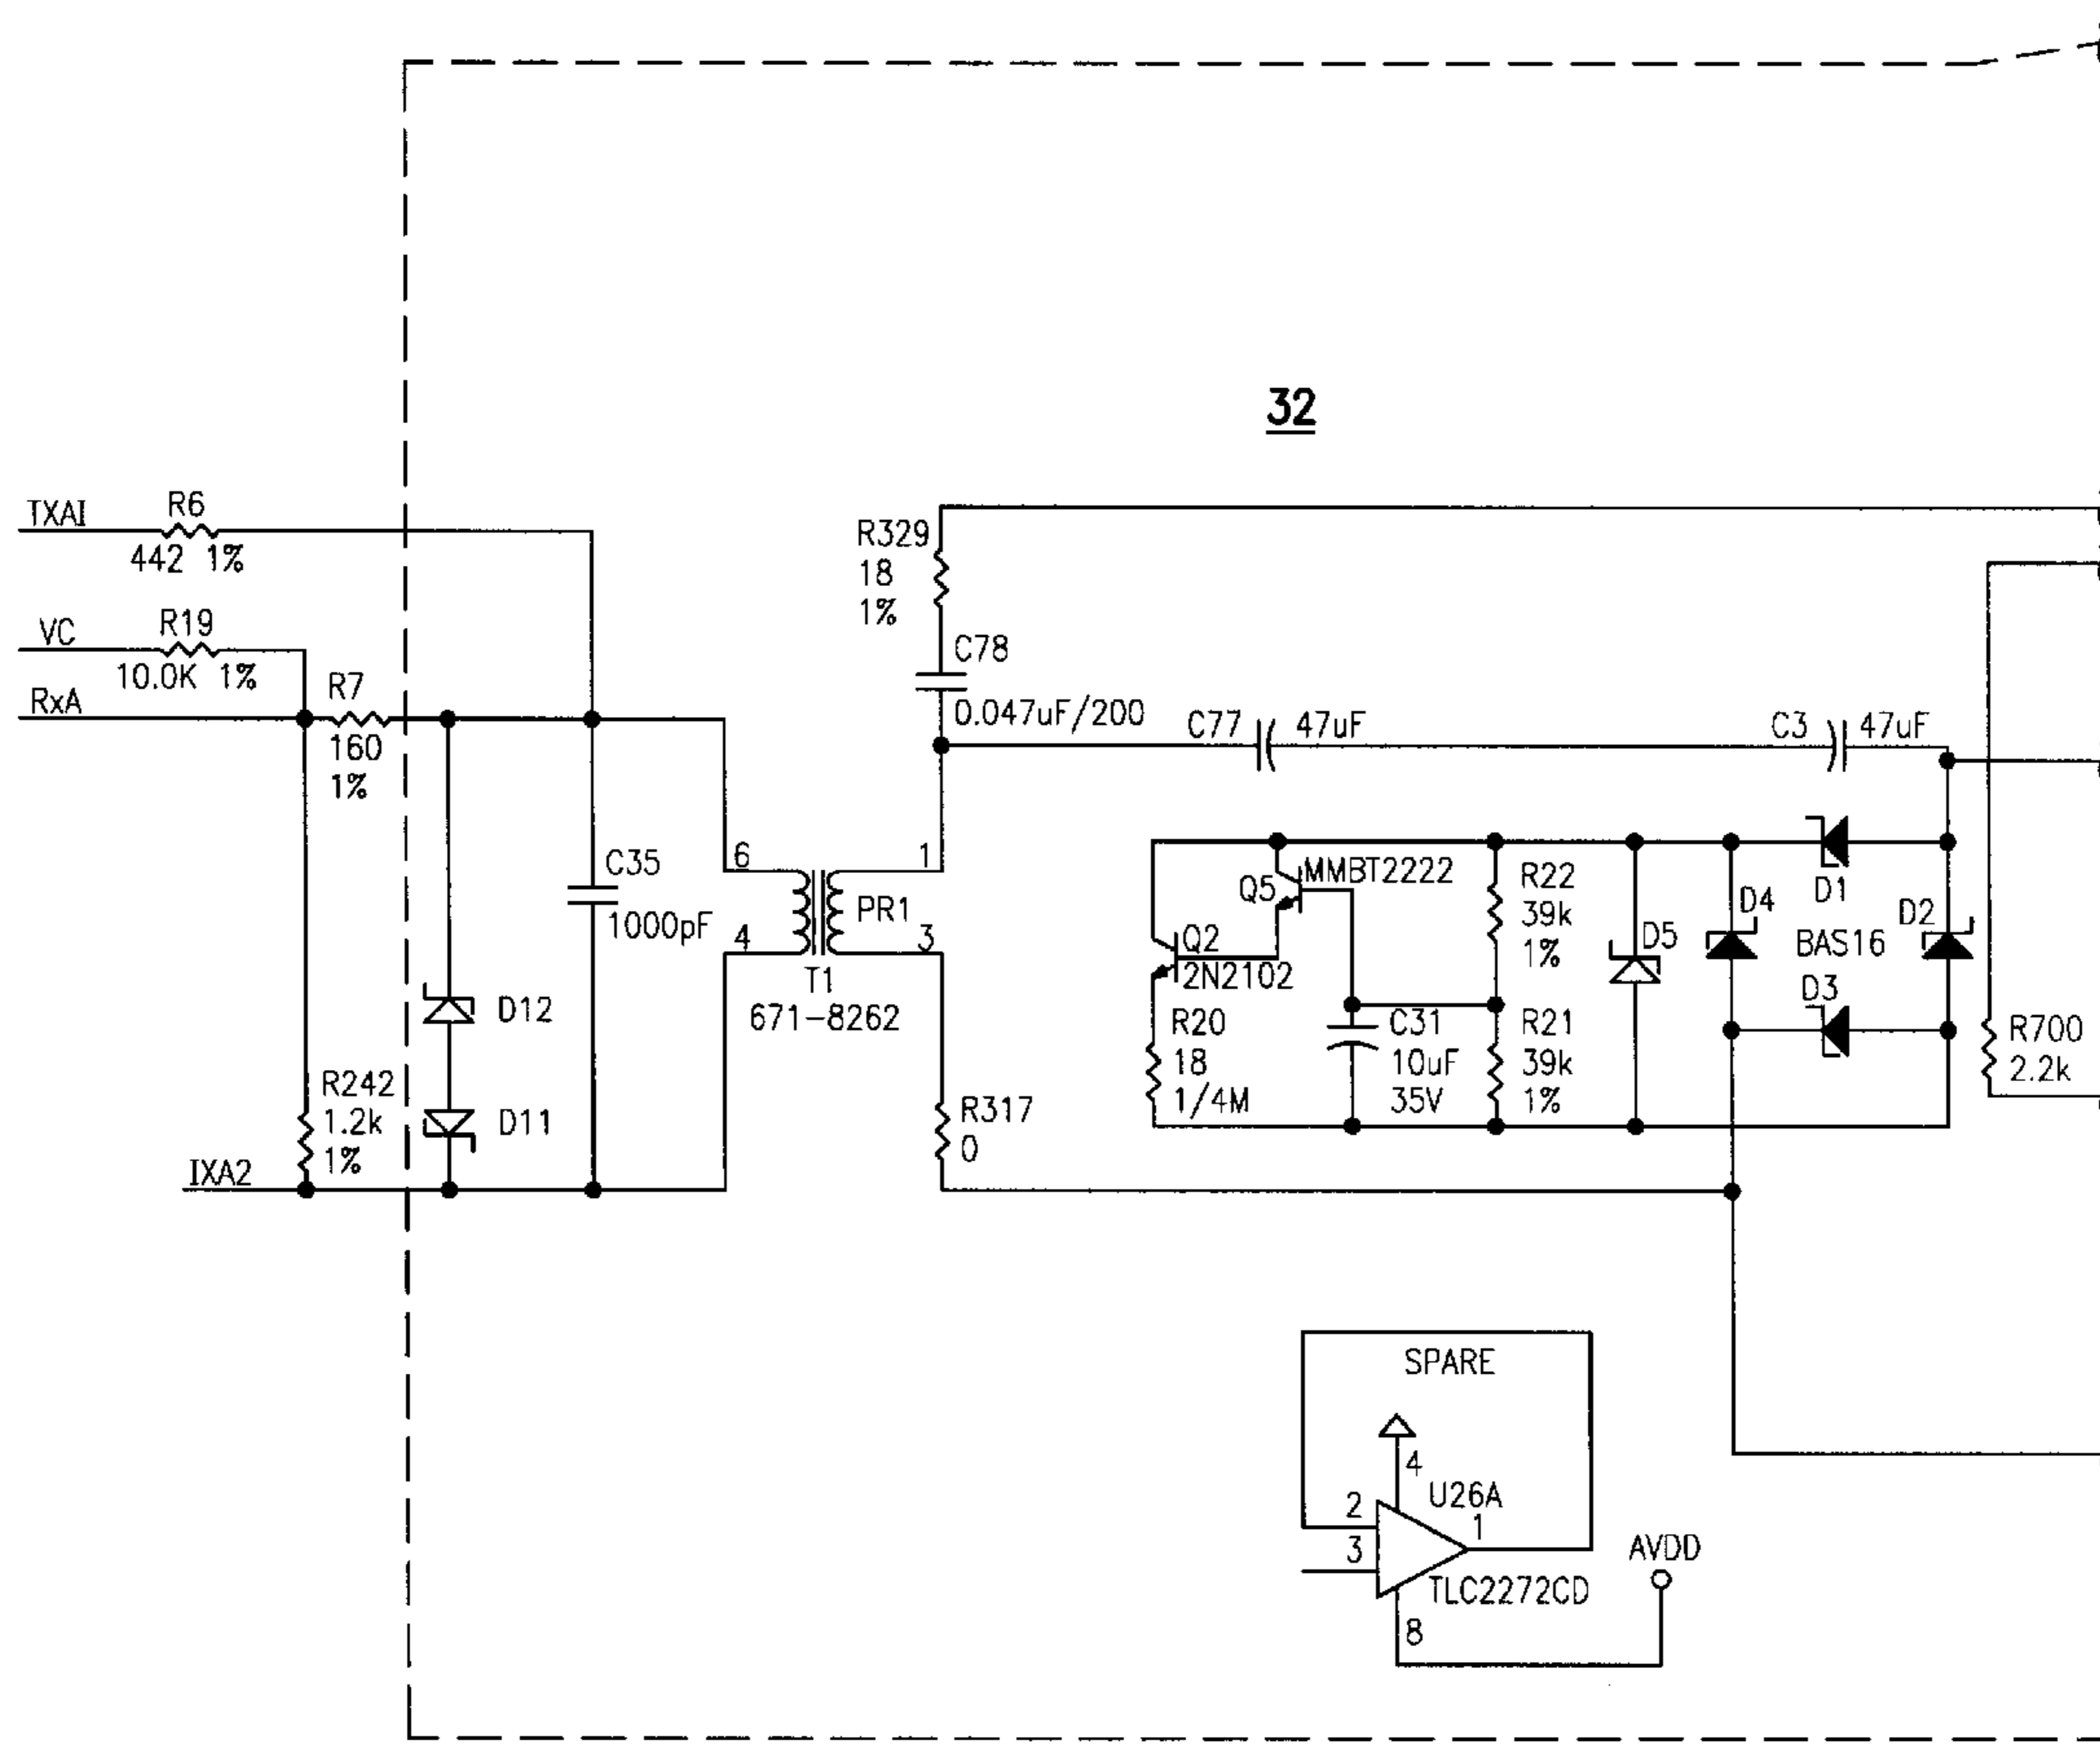 32
TXAI
R6
442 1%
VC
R19
10.0K 1%
RxA
R7
160
1%
R329
18
1%
C78
0.047uF/200
C77
47uF
C3
47uF
C35
1000pF
6
4
1
3
PR1
T1
671-8262
D12
D11
R242
1.2k
1%
IXA2
R317
0
Q5
MMBT2222
Q2
2N2102
R20
18
1/4M
C31
10uF
35V
R22
39k
1%
R21
39k
1%
D5
D4
D1
BAS16
D2
D3
R700
2.2k
SPARE
4
U26A
2
1
3
TLC2272CD
8
AVDD